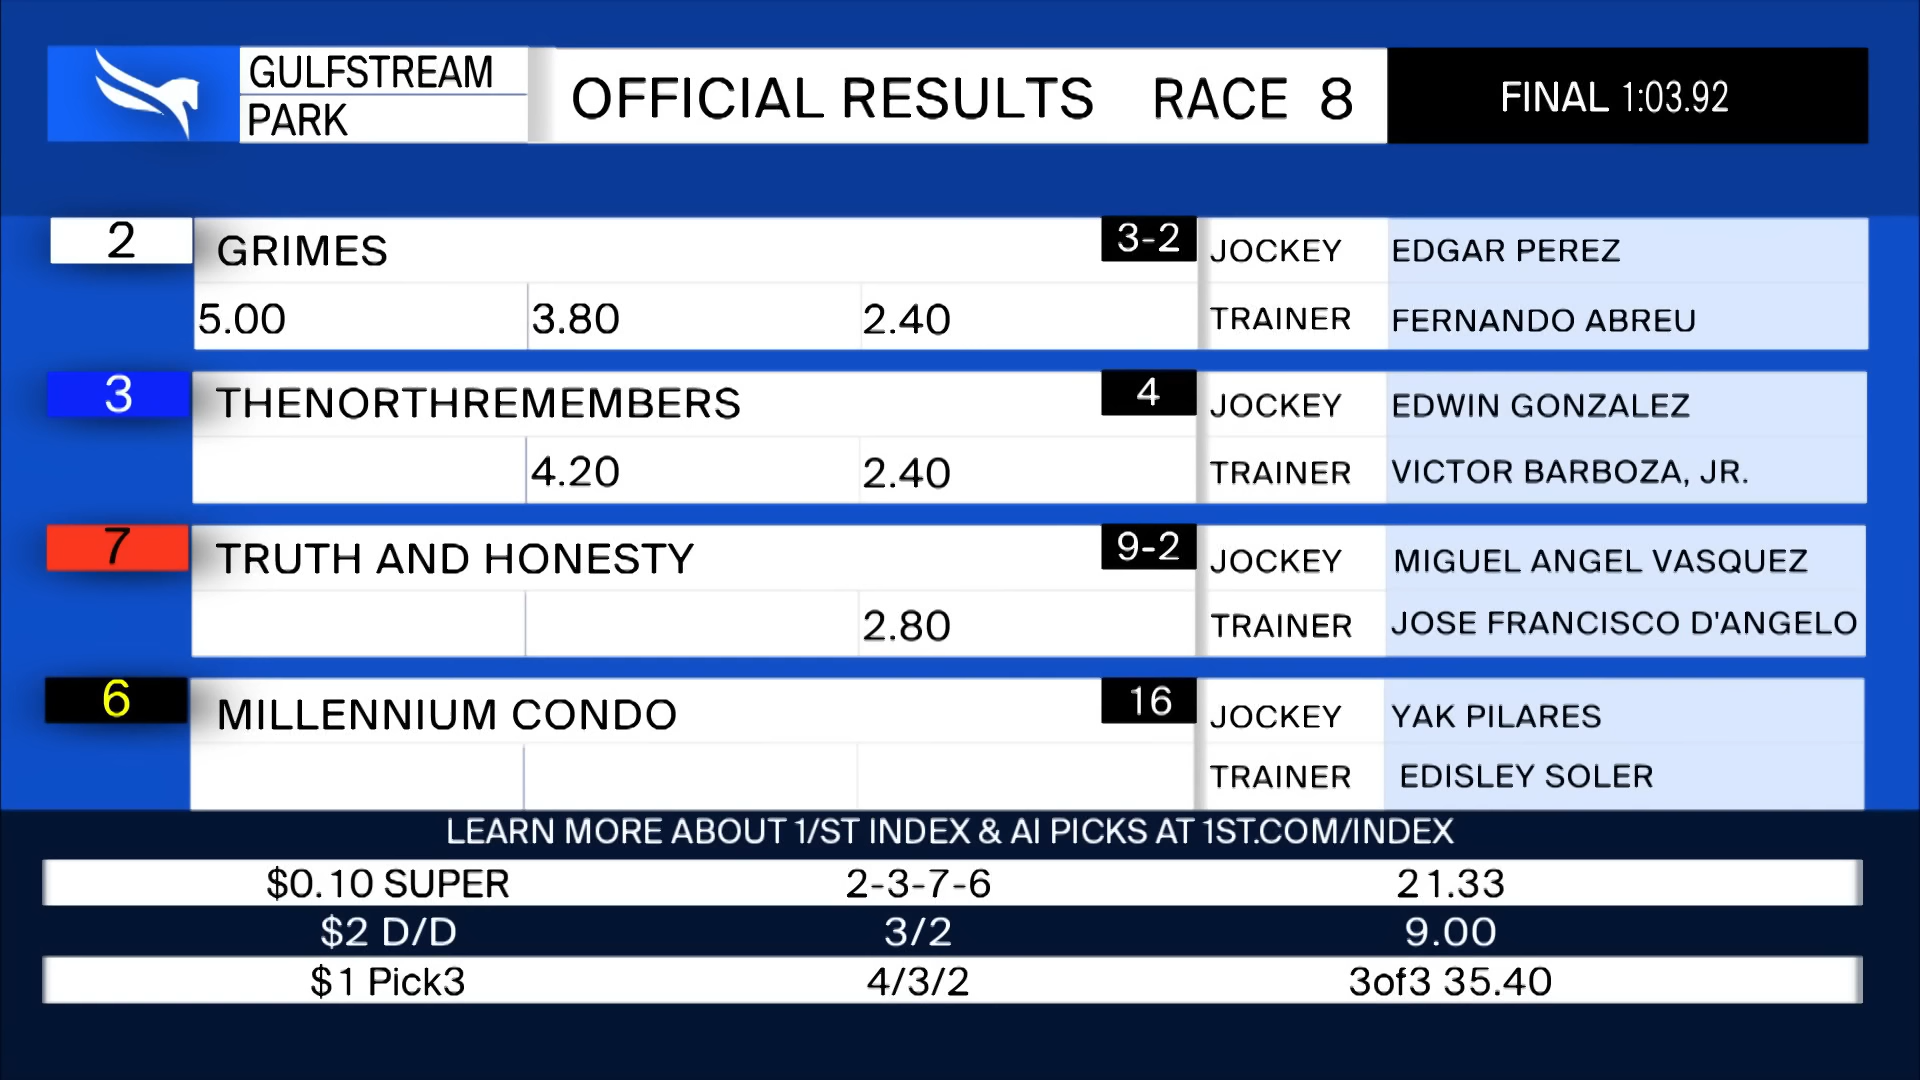 GULFSTREAM
PARK
OFFICIAL RESULTS RACE 8
FINAL 1:03.92
2 GRIMES 3-2 JOCKEY EDGAR PEREZ
5.00 3.80 2.40 TRAINER FERNANDO ABREU
3 THENORTHREMEMBERS 4 JOCKEY EDWIN GONZALEZ
4.20 2.40 TRAINER VICTOR BARBOZA, JR.
7 TRUTH AND HONESTY 9-2 JOCKEY MIGUEL ANGEL VASQUEZ
2.80 TRAINER JOSE FRANCISCO D'ANGELO
6 MILLENNIUM CONDO 16 JOCKEY YAK PILARES
TRAINER EDISLEY SOLER
LEARN MORE ABOUT 1/ST INDEX & AI PICKS AT 1ST.COM/INDEX
$0.10 SUPER 2-3-7-6 21.33
$2 D/D 3/2 9.00
$1 Pick3 4/3/2 3of3 35.40